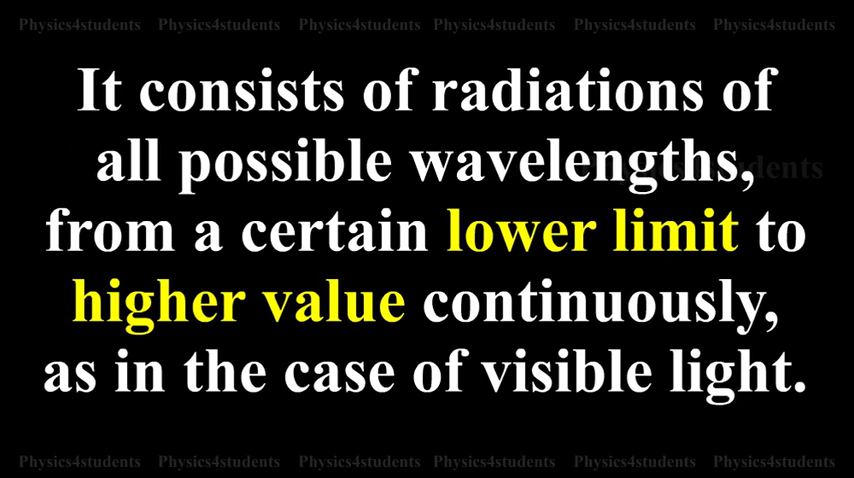 Physics4students Physics4students Physics4students Physics4students Physics4students Physics4students
It consists of radiations of
all possible wavelengths,
from a certain lower limit to
higher value continuously,
as in the case of visible light.
Physics4students Physics4students Physics4students Physics4students Physics4students Physics4students